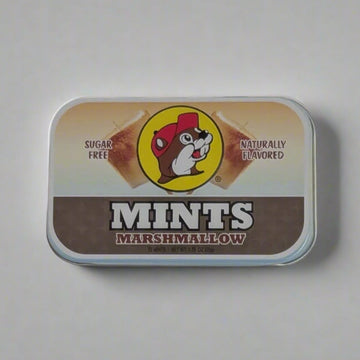 SUGAR
FREE
NATURALLY
FLAVORED
®
MINTS
MARSHMALLOW